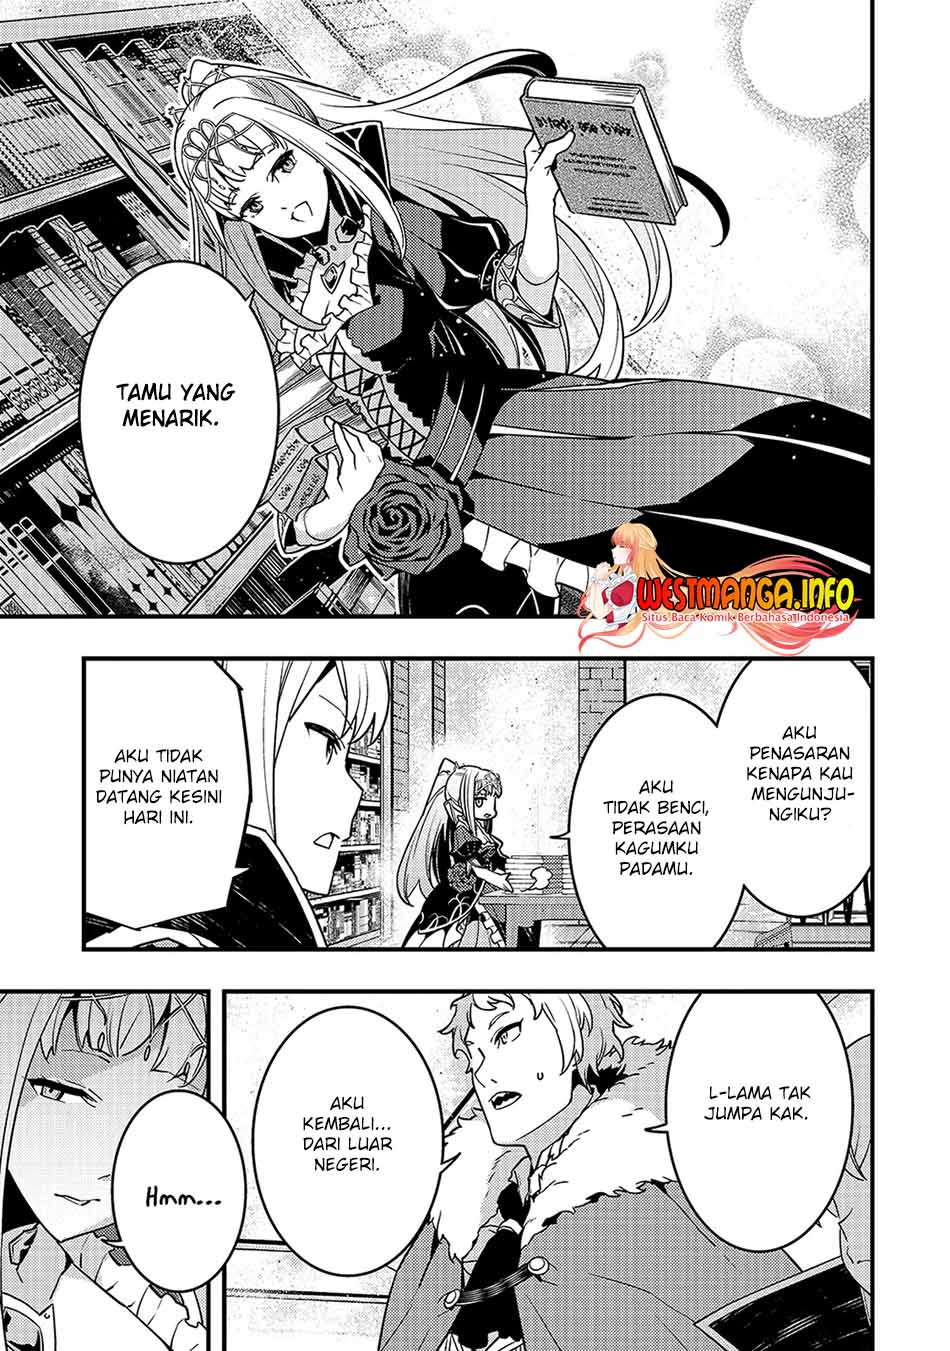 TAMU YANG
MENARIK.
WESTMANGA.INFO
Situs Baca Komik Berbahasa Indonesia
AKU
PENASARAN
KENAPA KAU
MENGUNJU-
NGIKU?
AKU
TIDAK BENCI,
PERASAAN
KAGUMKU
PADAMU.
AKU TIDAK
PUNYA NIATAN
DATANG KESINI
HARI INI.
L-LAMA TAK
JUMPA KAK.
AKU
KEMBALI...
DARI LUAR
NEGERI.
Hmm...